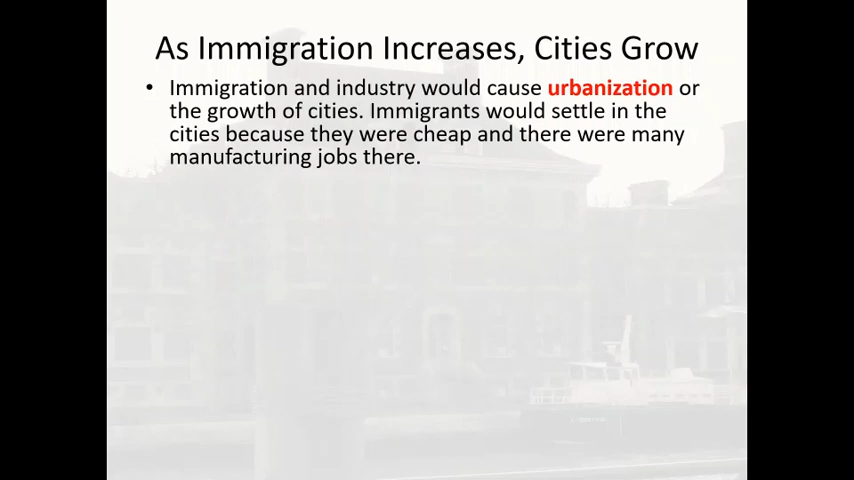 As Immigration Increases, Cities Grow
• Immigration and industry would cause urbanization or
the growth of cities. Immigrants would settle in the
cities because they were cheap and there were many
manufacturing jobs there.